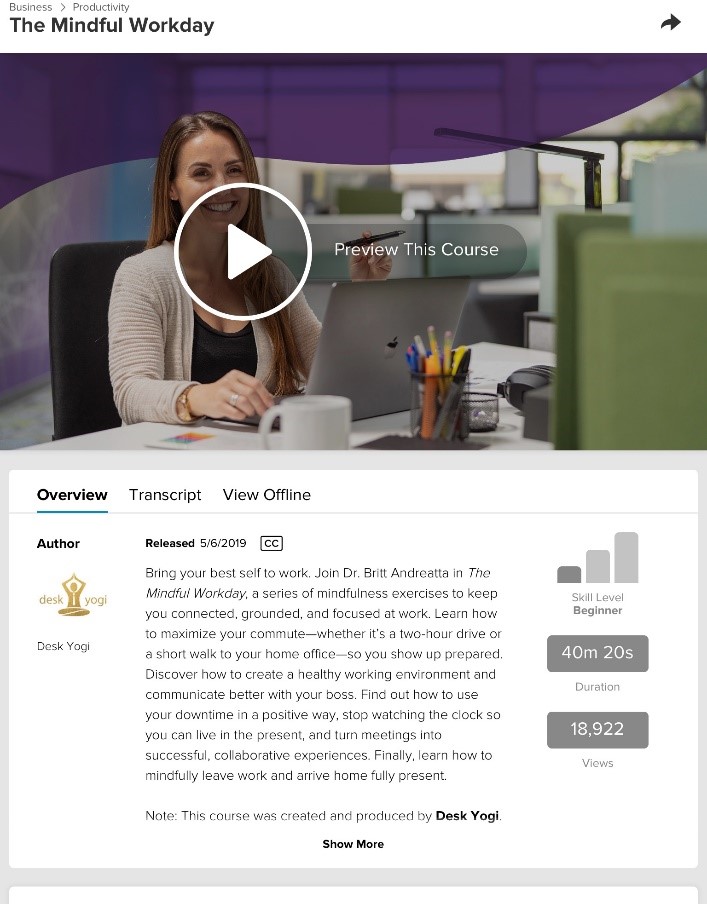 Business > Productivity
The Mindful Workday
Preview This Course
Overview Transcript View Offline
Author
desk yogi
Desk Yogi
Released 5/6/2019 CC
Bring your best self to work. Join Dr. Britt Andreatta in The
Mindful Workday, a series of mindfulness exercises to keep
you connected, grounded, and focused at work. Learn how
to maximize your commute—whether it's a two-hour drive or
a short walk to your home office—so you show up prepared.
Discover how to create a healthy working environment and
communicate better with your boss. Find out how to use
your downtime in a positive way, stop watching the clock so
you can live in the present, and turn meetings into
successful, collaborative experiences. Finally, learn how to
mindfully leave work and arrive home fully present.
Note: This course was created and produced by Desk Yogi.
Show More
Skill Level
Beginner
40m 20s
Duration
18,922
Views